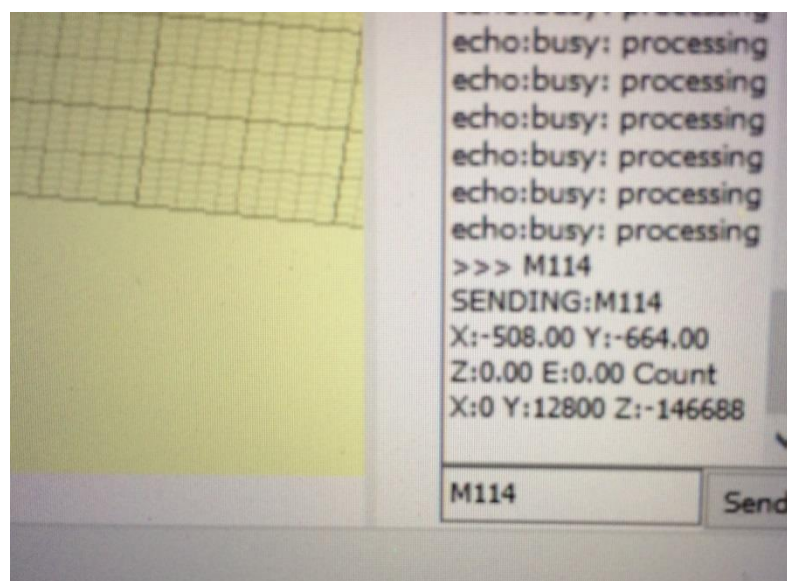 echo:busy: processing
echo:busy: processing
echo:busy: processing
echo:busy: processing
echo:busy: processing
echo:busy: processing
>>> M114
SENDING:M114
X:-508.00 Y:-664.00
Z:0.00 E:0.00 Count
X:0 Y:12800 Z:-146688
M114
Send